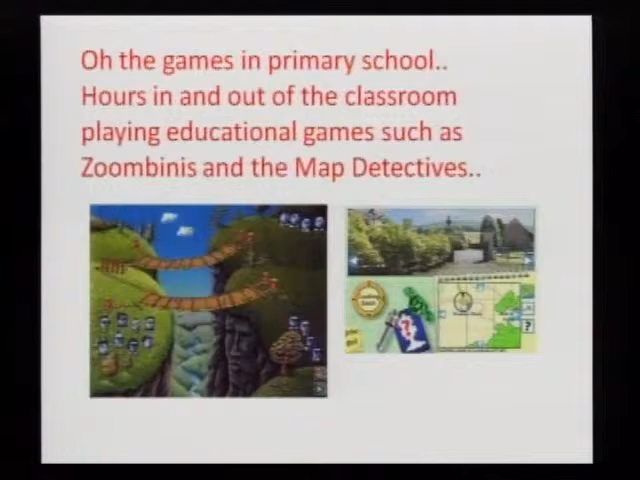 Oh the games in primary school..
Hours in and out of the classroom
playing educational games such as
Zoombinis and the Map Detectives..
?
?